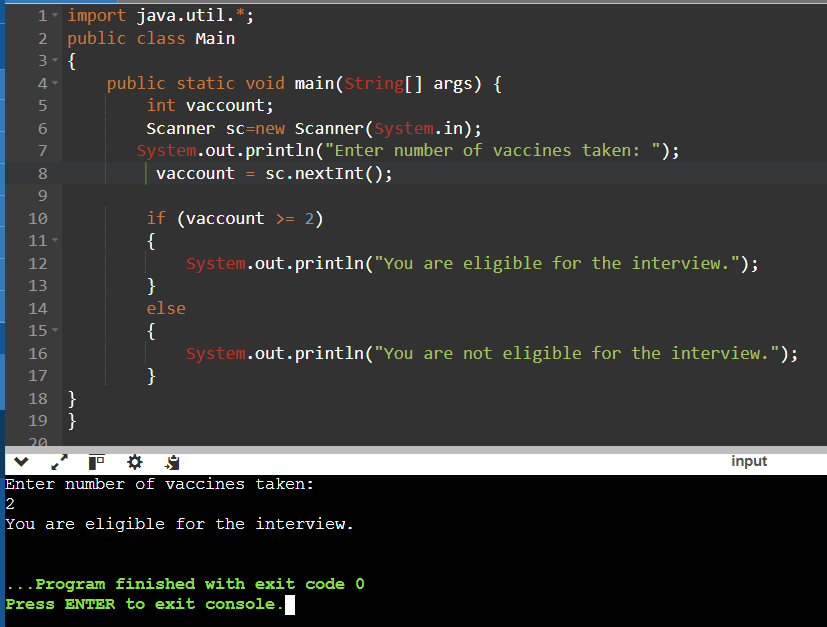 1 import java.util.*;
2 public class Main
3 {
4 public static void main(String[] args) {
5 int vaccount;
6 Scanner sc=new Scanner(System.in);
7 System.out.println("Enter number of vaccines taken: ");
8 vaccount = sc.nextInt();
9
10 if (vaccount >= 2)
11 {
12 System.out.println("You are eligible for the interview.");
13 }
14 else
15 {
16 System.out.println("You are not eligible for the interview.");
17 }
18 }
19 }
20
input
Enter number of vaccines taken:
2
You are eligible for the interview.
...Program finished with exit code 0
Press ENTER to exit console.